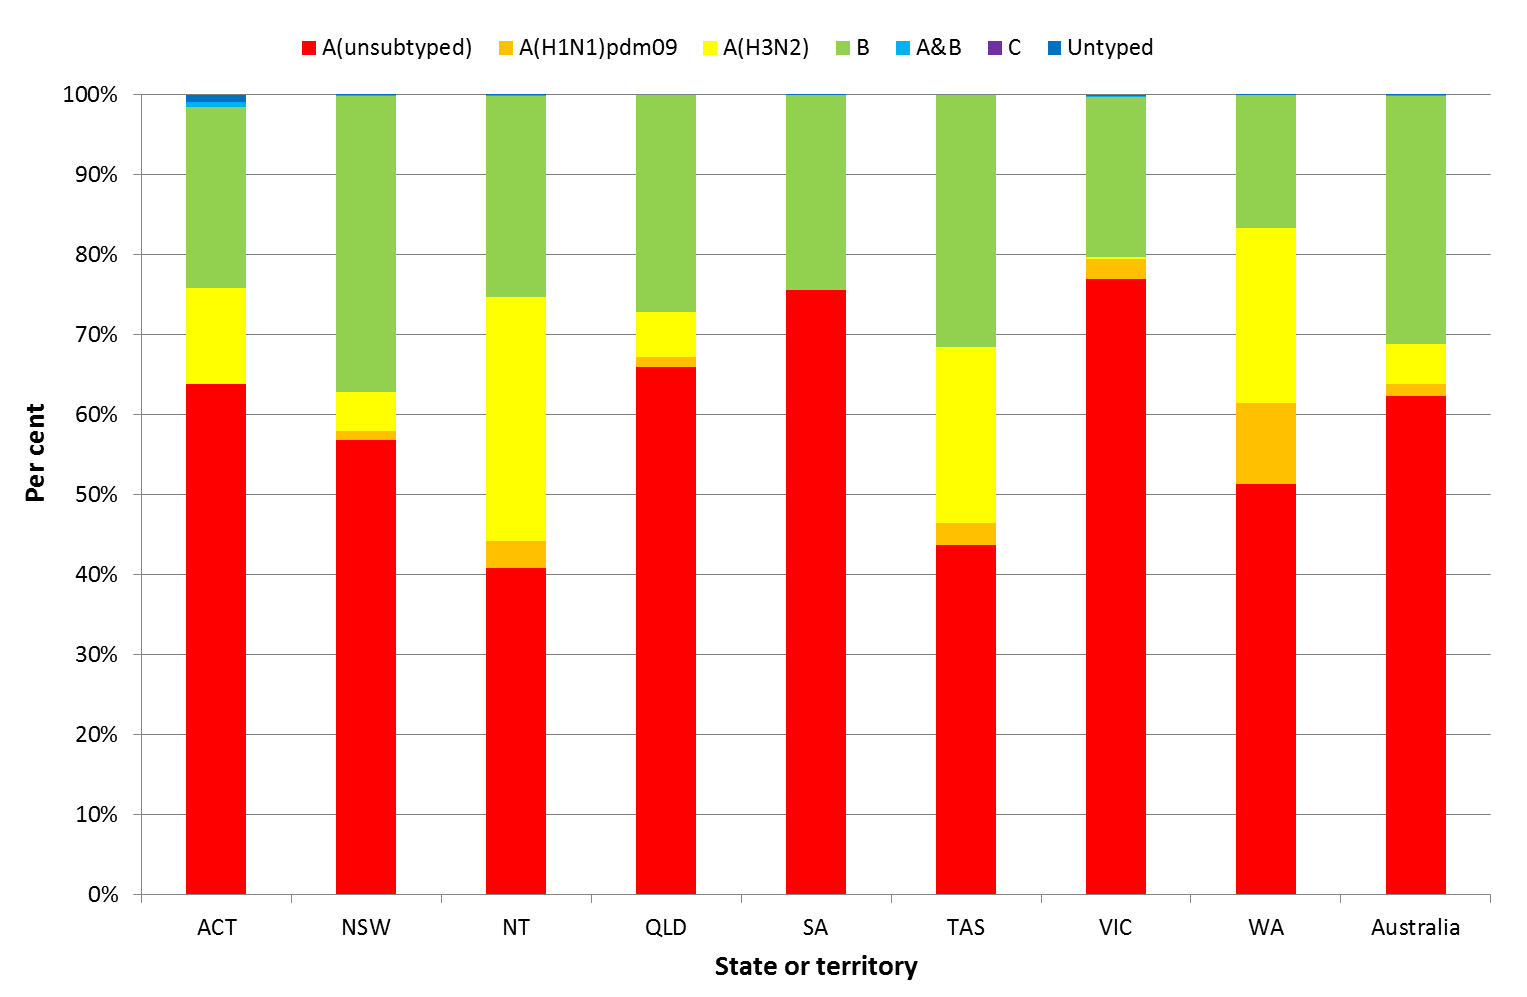 A(unsubtyped) A(H1N1)pdm09 A(H3N2) B A&B C Untyped
100%
90%
80%
70%
60%
50%
40%
30%
20%
10%
0%
Per cent
ACT NSW NT QLD SA TAS VIC WA Australia
State or territory